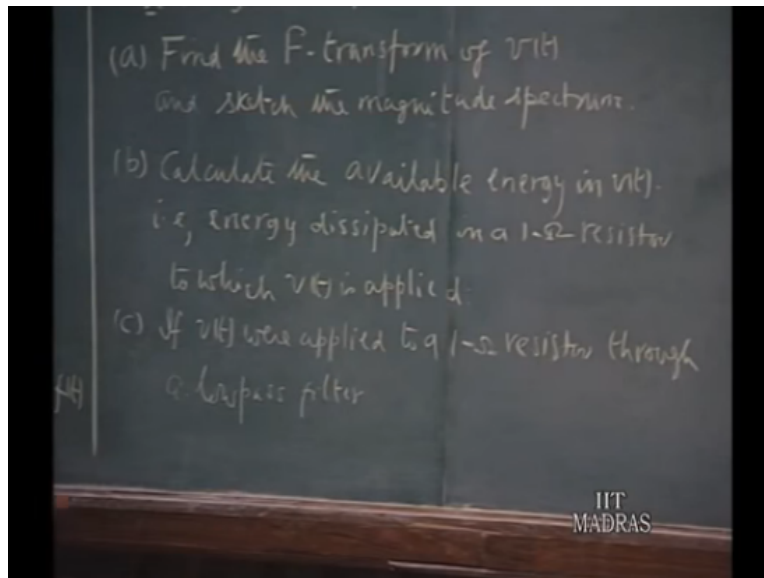 (a) Find the F-transform of v(t)
and sketch the magnitude spectrum.
(b) Calculate the available energy in v(t).
i.e, energy dissipated in a 1-Ω resistor
to which v(t) is applied.
(c) If v(t) were applied to a 1-Ω resistor through
a lowpass filter
IIT
MADRAS